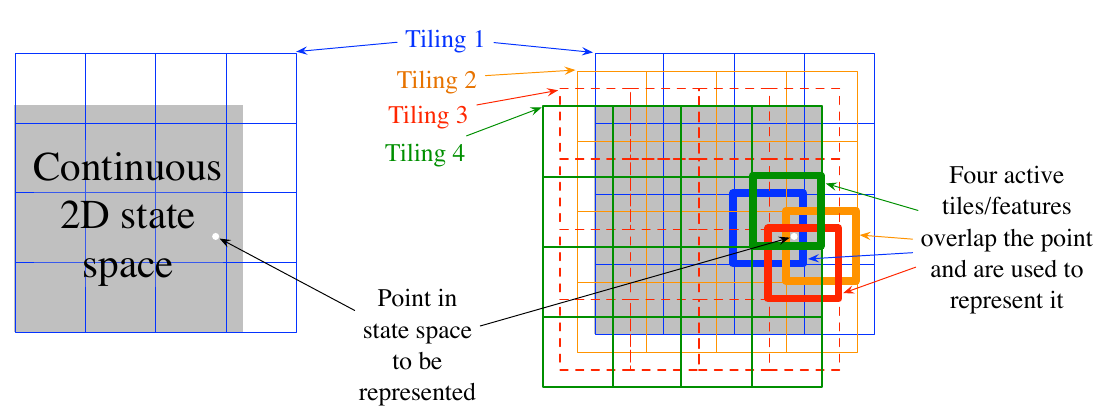 Tiling 1
Tiling 2
Tiling 3
Tiling 4
Continuous
2D state
space
Point in
state space
to be
represented
Four active
tiles/features
overlap the point
and are used to
represent it